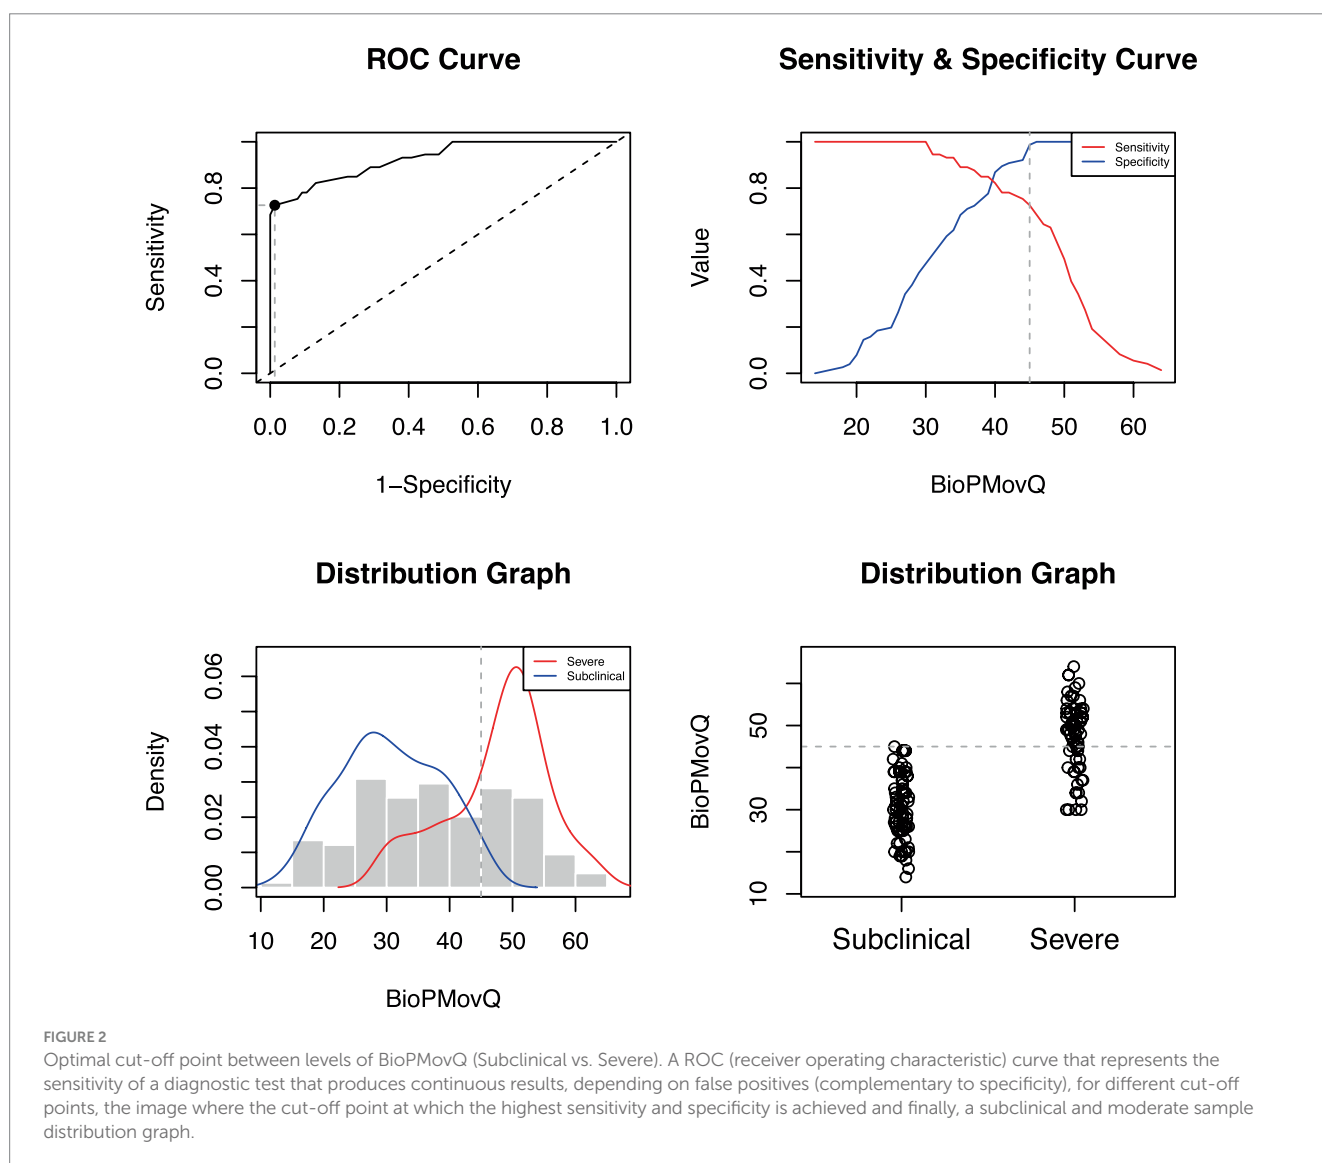 ROC Curve
Sensitivity & Specificity Curve
Sensitivity
0.0 0.4 0.8
0.0 0.2 0.4 0.6 0.8 1.0
1–Specificity
Value
0.0 0.4 0.8
Sensitivity
Specificity
20 30 40 50 60
BioPMovQ
Distribution Graph
Distribution Graph
Density
0.00 0.02 0.04 0.06
Severe
Subclinical
10 20 30 40 50 60
BioPMovQ
BioPMovQ
10 30 50
Subclinical Severe
FIGURE 2
Optimal cut-off point between levels of BioPMovQ (Subclinical vs. Severe). A ROC (receiver operating characteristic) curve that represents the
sensitivity of a diagnostic test that produces continuous results, depending on false positives (complementary to specificity), for different cut-off
points, the image where the cut-off point at which the highest sensitivity and specificity is achieved and finally, a subclinical and moderate sample
distribution graph.